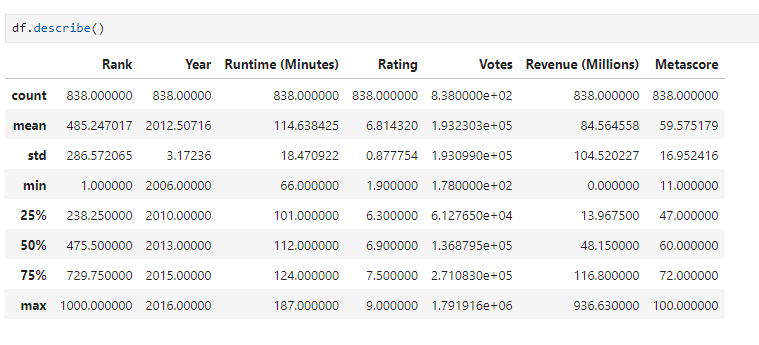 df.describe()
Rank Year Runtime (Minutes) Rating Votes Revenue (Millions) Metascore
count 838.000000 838.00000 838.000000 838.000000 8.380000e+02 838.000000 838.000000
mean 485.247017 2012.50716 114.638425 6.814320 1.932303e+05 84.564558 59.575179
std 286.572065 3.17236 18.470922 0.877754 1.930990e+05 104.520227 16.952416
min 1.000000 2006.00000 66.000000 1.900000 1.780000e+02 0.000000 11.000000
25% 238.250000 2010.00000 101.000000 6.300000 6.127650e+04 13.967500 47.000000
50% 475.500000 2013.00000 112.000000 6.900000 1.368795e+05 48.150000 60.000000
75% 729.750000 2015.00000 124.000000 7.500000 2.710830e+05 116.800000 72.000000
max 1000.000000 2016.00000 187.000000 9.000000 1.791916e+06 936.630000 100.000000